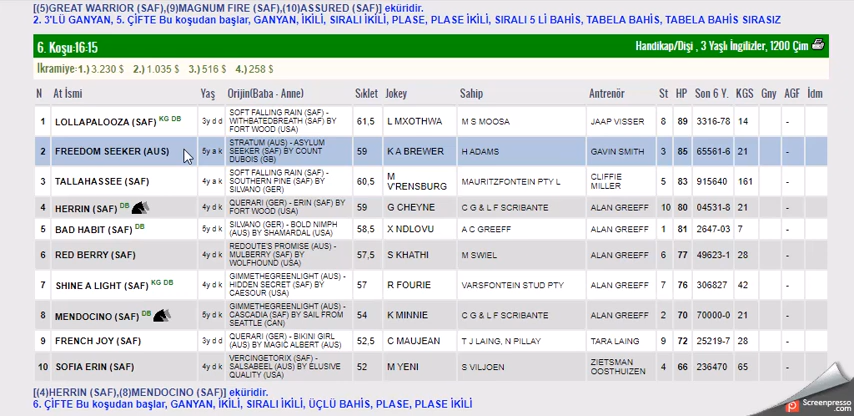 [(5)GREAT WARRIOR (SAF),(9)MAGNUM FIRE (SAF),(10)ASSURED (SAF)] eküridir.
2. 3'LÜ GANYAN, 5. ÇİFTE Bu koşudan başlar, GANYAN, İKİLİ, SIRALI İKİLİ, PLASE, PLASE İKİLİ, SIRALI 5 Lİ BAHİS, TABELA BAHİS, TABELA BAHİS SIRASIZ
6. Koşu:16:15 Handikap/Dişi , 3 Yaşlı İngilizler, 1200 Çim
İkramiye:1.) 3.230 $ 2.) 1.035 $ 3.) 516 $ 4.) 258 $
N At İsmi Yaş Orijin(Baba - Anne) Sıklet Jokey Sahip Antrenör St HP Son 6 Y. KGS Gny AGF İdm
1 LOLLAPALOOZA (SAF) KG DB 3y d d SOFT FALLING RAIN (SAF) - WITHBATEDBREATH (SAF) BY FORT WOOD (USA) 61,5 L MXOTHWA M S MOOSA JAAP VISSER 8 89 3316-78 14 -
2 FREEDOM SEEKER (AUS) 5y a k STRATUM (AUS) - ASYLUM SEEKER (SAF) BY COUNT DUBOIS (GB) 59 K A BREWER H ADAMS GAVIN SMITH 3 85 65561-6 21 -
3 TALLAHASSEE (SAF) 4y a k SOFT FALLING RAIN (SAF) - SOUTHERN PINE (SAF) BY SILVANO (GER) 60,5 M V'RENSBURG MAURITZFONTEIN PTY L CLIFFIE MILLER 5 83 915640 161 -
4 HERRIN (SAF) DB 4y d k QUERARI (GER) - ERIN (SAF) BY FORT WOOD (USA) 59 G CHEYNE C G & L F SCRIBANTE ALAN GREEFF 10 80 04531-8 21 -
5 BAD HABIT (SAF) DB 5y d k SILVANO (GER) - BOLD NIMPH (AUS) BY SHAMARDAL (USA) 58,5 X NDLOVU A C GREEFF ALAN GREEFF 1 81 2647-03 7 -
6 RED BERRY (SAF) 4y d k REDOUTE'S PROMISE (AUS) - MULBERRY (SAF) BY WOLFHOUND (USA) 57,5 S KHATHI M SWIEL ALAN GREEFF 6 77 49623-1 28 -
7 SHINE A LIGHT (SAF) KG DB 4y d k GIMMETHEGREENLIGHT (AUS) - HIDDEN SECRET (SAF) BY CAESOUR (USA) 57 R FOURIE VARSFONTEIN STUD PTY ALAN GREEFF 7 76 306827 42 -
8 MENDOCINO (SAF) DB 5y d k GIMMETHEGREENLIGHT (AUS) - CASCADIA (SAF) BY SAIL FROM SEATTLE (CAN) 54 K MINNIE C G & L F SCRIBANTE ALAN GREEFF 2 70 70000-0 21 -
9 FRENCH JOY (SAF) 3y d d QUERARI (GER) - BIKINI GIRL (AUS) BY MAGIC ALBERT (AUS) 52,5 C MAUJEAN T J LAING, N PILLAY TARA LAING 9 72 25219-7 28 -
10 SOFIA ERIN (SAF) 4y d k VERCINGETORIX (SAF) - SALSABEEL (AUS) BY ELUSIVE QUALITY (USA) 52 M YENI S VILJOEN ZIETSMAN OOSTHUIZEN 4 66 236470 65 -
[(4)HERRIN (SAF),(8)MENDOCINO (SAF)] eküridir.
6. ÇİFTE Bu koşudan başlar, GANYAN, İKİLİ, SIRALI İKİLİ, ÜÇLÜ BAHİS, PLASE, PLASE İKİLİ
Screenpresso
.com